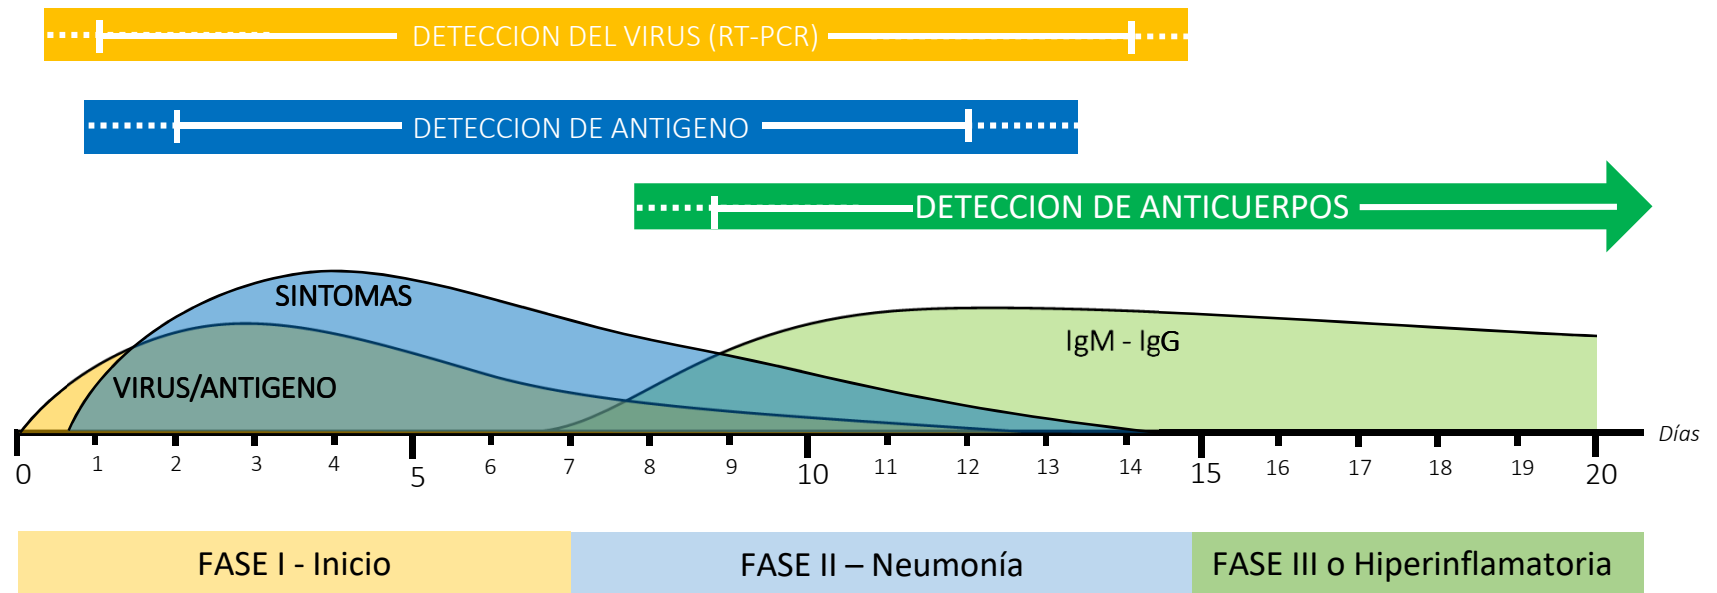 DETECCION DEL VIRUS (RT-PCR)
DETECCION DE ANTIGENO
DETECCION DE ANTICUERPOS
SINTOMAS
IgM - IgG
VIRUS/ANTIGENO
Días
0 1 2 3 4 5 6 7 8 9 10 11 12 13 14 15 16 17 18 19 20
FASE I - Inicio
FASE II – Neumonía
FASE III o Hiperinflamatoria